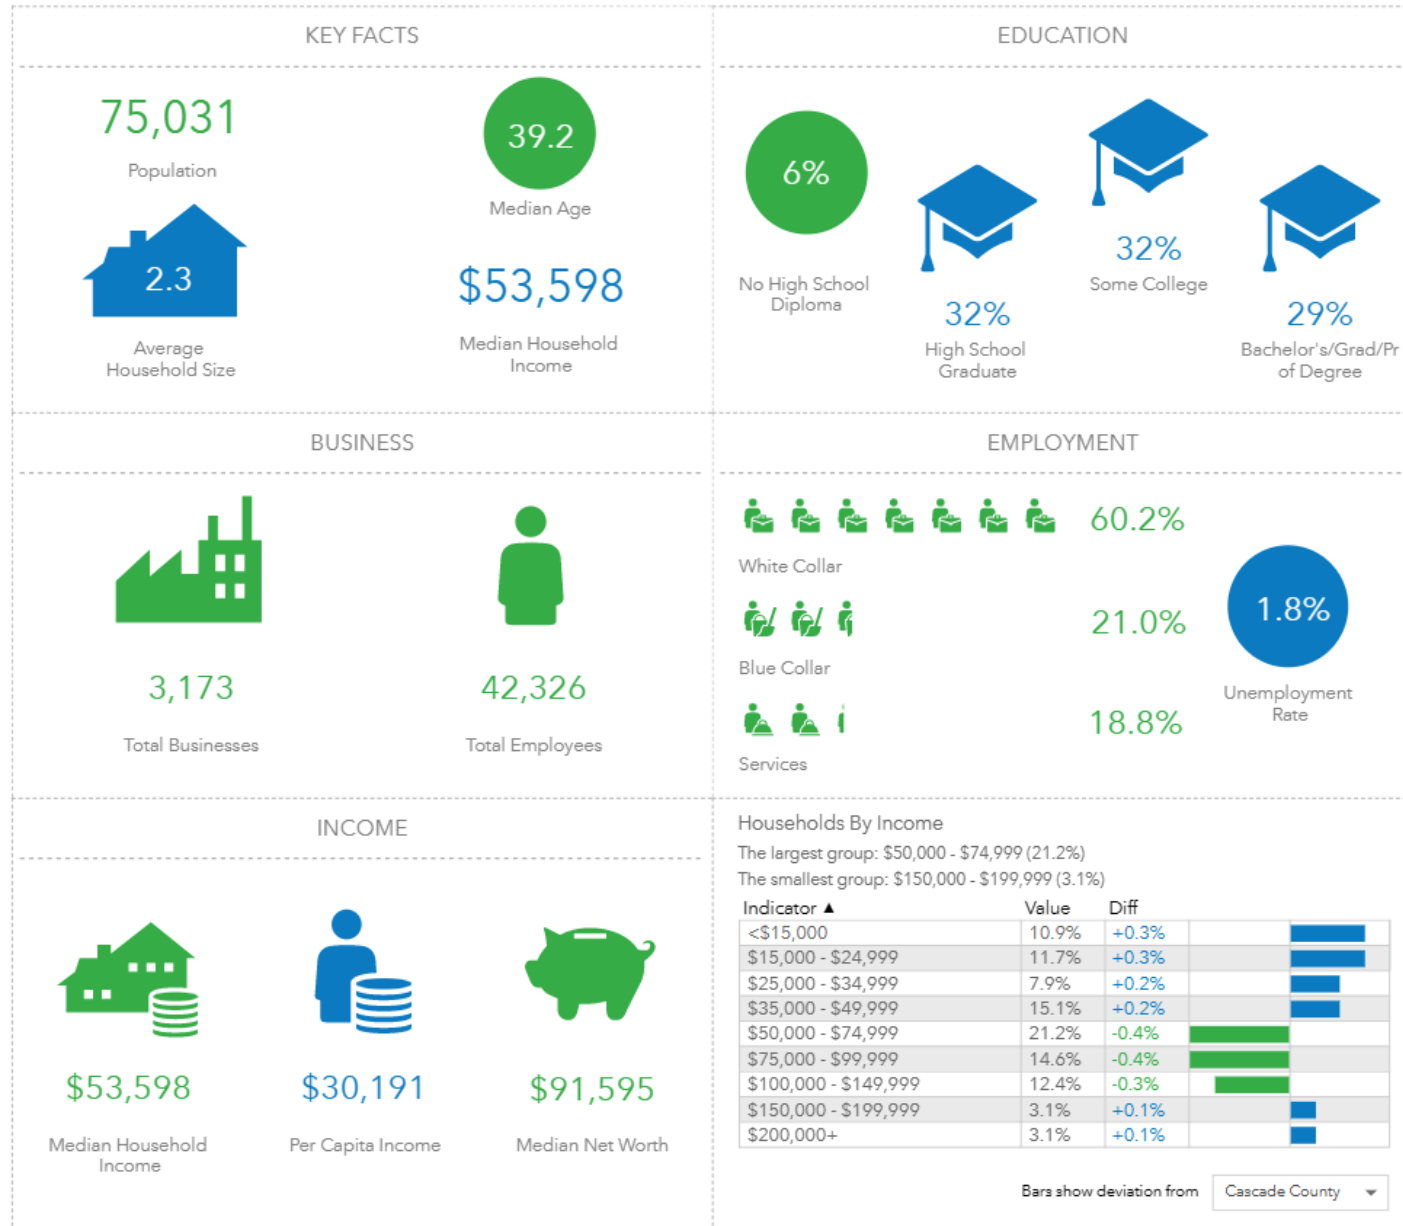 KEY FACTS
75,031
Population
39.2
Median Age
2.3
Average
Household Size
$53,598
Median Household
Income
EDUCATION
6%
No High School
Diploma
32%
High School
Graduate
32%
Some College
29%
Bachelor's/Grad/Pr
of Degree
BUSINESS
3,173
Total Businesses
42,326
Total Employees
EMPLOYMENT
60.2%
White Collar
21.0%
Blue Collar
18.8%
Services
1.8%
Unemployment
Rate
INCOME
$53,598
Median Household
Income
$30,191
Per Capita Income
$91,595
Median Net Worth
Households By Income
The largest group: $50,000 - $74,999 (21.2%)
The smallest group: $150,000 - $199,999 (3.1%)
Indicator ▲ Value Diff
<$15,000 10.9% +0.3%
$15,000 - $24,999 11.7% +0.3%
$25,000 - $34,999 7.9% +0.2%
$35,000 - $49,999 15.1% +0.2%
$50,000 - $74,999 21.2% -0.4%
$75,000 - $99,999 14.6% -0.4%
$100,000 - $149,999 12.4% -0.3%
$150,000 - $199,999 3.1% +0.1%
$200,000+ 3.1% +0.1%
Bars show deviation from Cascade County